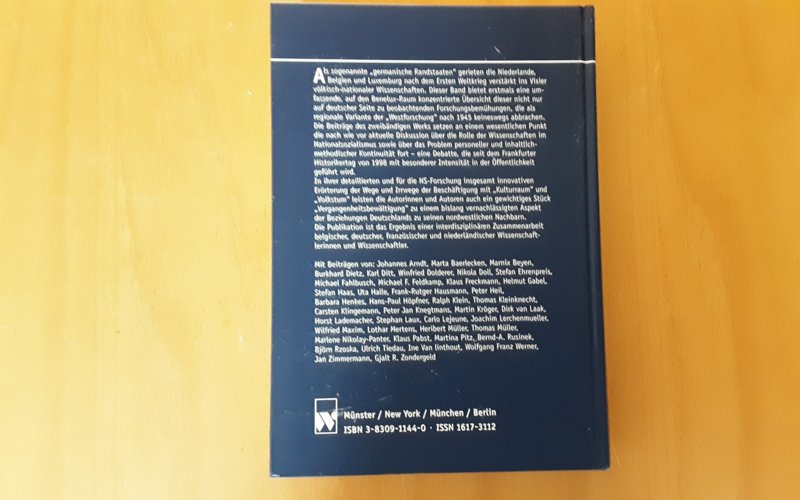 Als sogenannte „germanische Randstaaten“ gerieten die Niederlande,
Belgien und Luxemburg nach dem Ersten Weltkrieg verstärkt ins Visier
völkisch-nationaler Wissenschaften. Dieser Band bietet erstmals eine um-
fassende, auf den Benelux-Raum konzentrierte Übersicht dieser nicht nur
auf deutscher Seite zu beobachtenden Forschungsbemühungen, die als
regionale Variante der „Westforschung“ nach 1945 keineswegs abbrachen.
Die Beiträge des zweibändigen Werks setzen an einem wesentlichen Punkt
die nach wie vor aktuelle Diskussion über die Rolle der Wissenschaften im
Nationalsozialismus sowie über das Problem personeller und inhaltlich-
methodischer Kontinuität fort – eine Debatte, die seit dem Frankfurter
Historikertag von 1998 mit besonderer Intensität in der Öffentlichkeit
geführt wird.
In ihrer detaillierten und für die NS-Forschung insgesamt innovativen
Erörterung der Wege und Irrwege der Beschäftigung mit „Kulturraum“ und
„Volkstum“ leisten die Autorinnen und Autoren auch ein gewichtiges Stück
„Vergangenheitsbewältigung“ zu einem bislang vernachlässigten Aspekt
der Beziehungen Deutschlands zu seinen nordwestlichen Nachbarn.
Die Publikation ist das Ergebnis einer interdisziplinären Zusammenarbeit
belgischer, deutscher, französischer und niederländischer Wissenschaft-
lerinnen und Wissenschaftler.
Mit Beiträgen von: Johannes Arndt, Marta Baerlecken, Marnix Beyen,
Burkhard Dietz, Karl Ditt, Winfried Dolderer, Nikola Doll, Stefan Ehrenpreis,
Michael Fahlbusch, Michael F. Feldkamp, Klaus Freckmann, Helmut Gabel,
Stefan Haas, Uta Halle, Frank-Rutger Hausmann, Peter Heil,
Barbara Henkes, Hans-Paul Höpfner, Ralph Klein, Thomas Kleinknecht,
Carsten Klingemann, Peter Jan Knegtmans, Martin Kröger, Dirk van Laak,
Horst Lademacher, Stephan Laux, Carlo Lejeune, Joachim Lerchenmueller,
Wilfried Maxim, Lothar Mertens, Heribert Müller, Thomas Müller,
Marlene Nikolay-Panter, Klaus Pabst, Martina Pitz, Bernd-A. Rusinek,
Björn Rzoska, Ulrich Tiedau, Ine Van linthout, Wolfgang Franz Werner,
Jan Zimmermann, Gjalt R. Zondergeld
Münster / New York / München / Berlin
ISBN 3-8309-1144-0 · ISSN 1617-3112